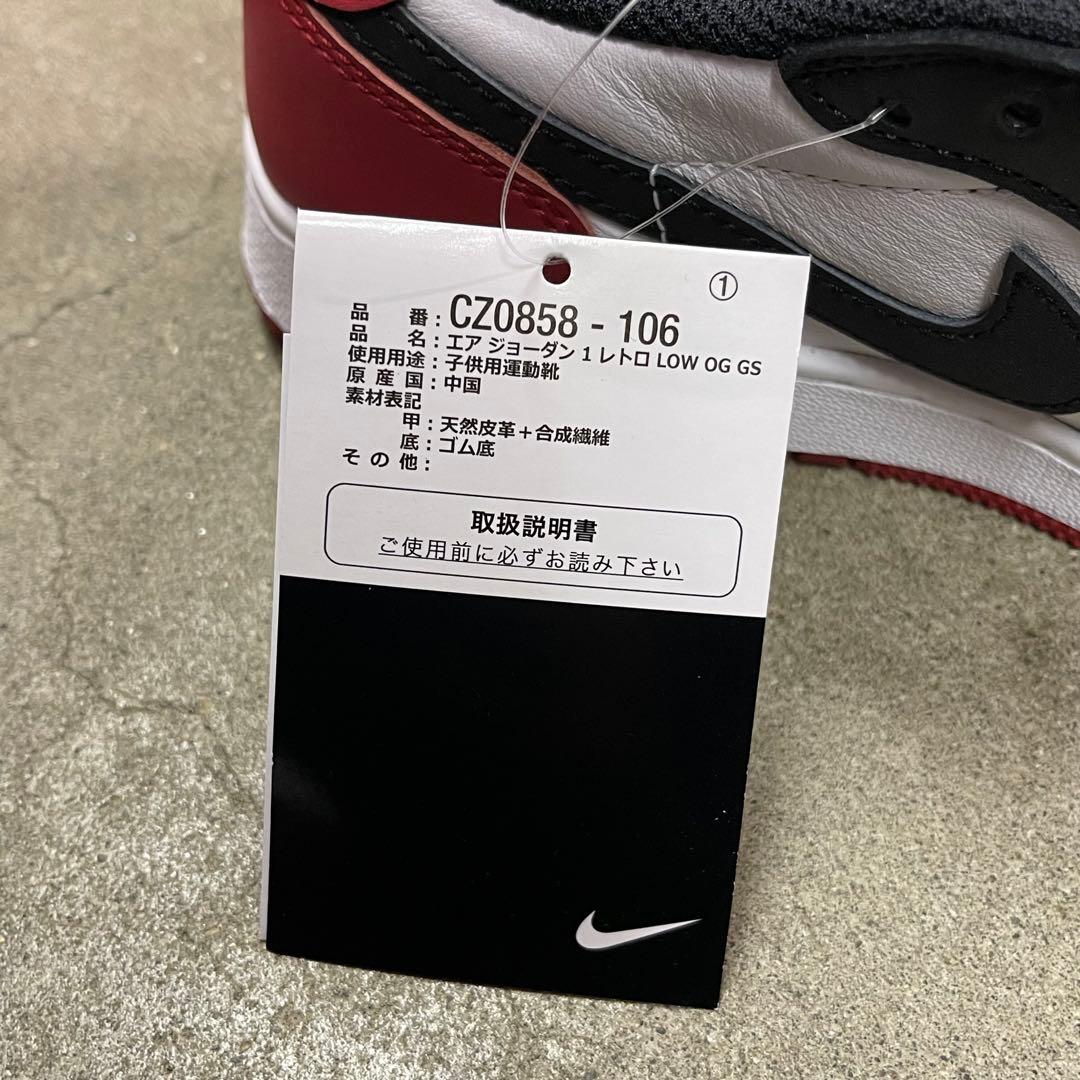 ①
品番：CZ0858 - 106
品名：エア ジョーダン 1 レトロ LOW OG GS
使用用途：子供用運動靴
原産国：中国
素材表記
甲：天然皮革＋合成繊維
底：ゴム底
その他：
取扱説明書
ご使用前に必ずお読み下さい